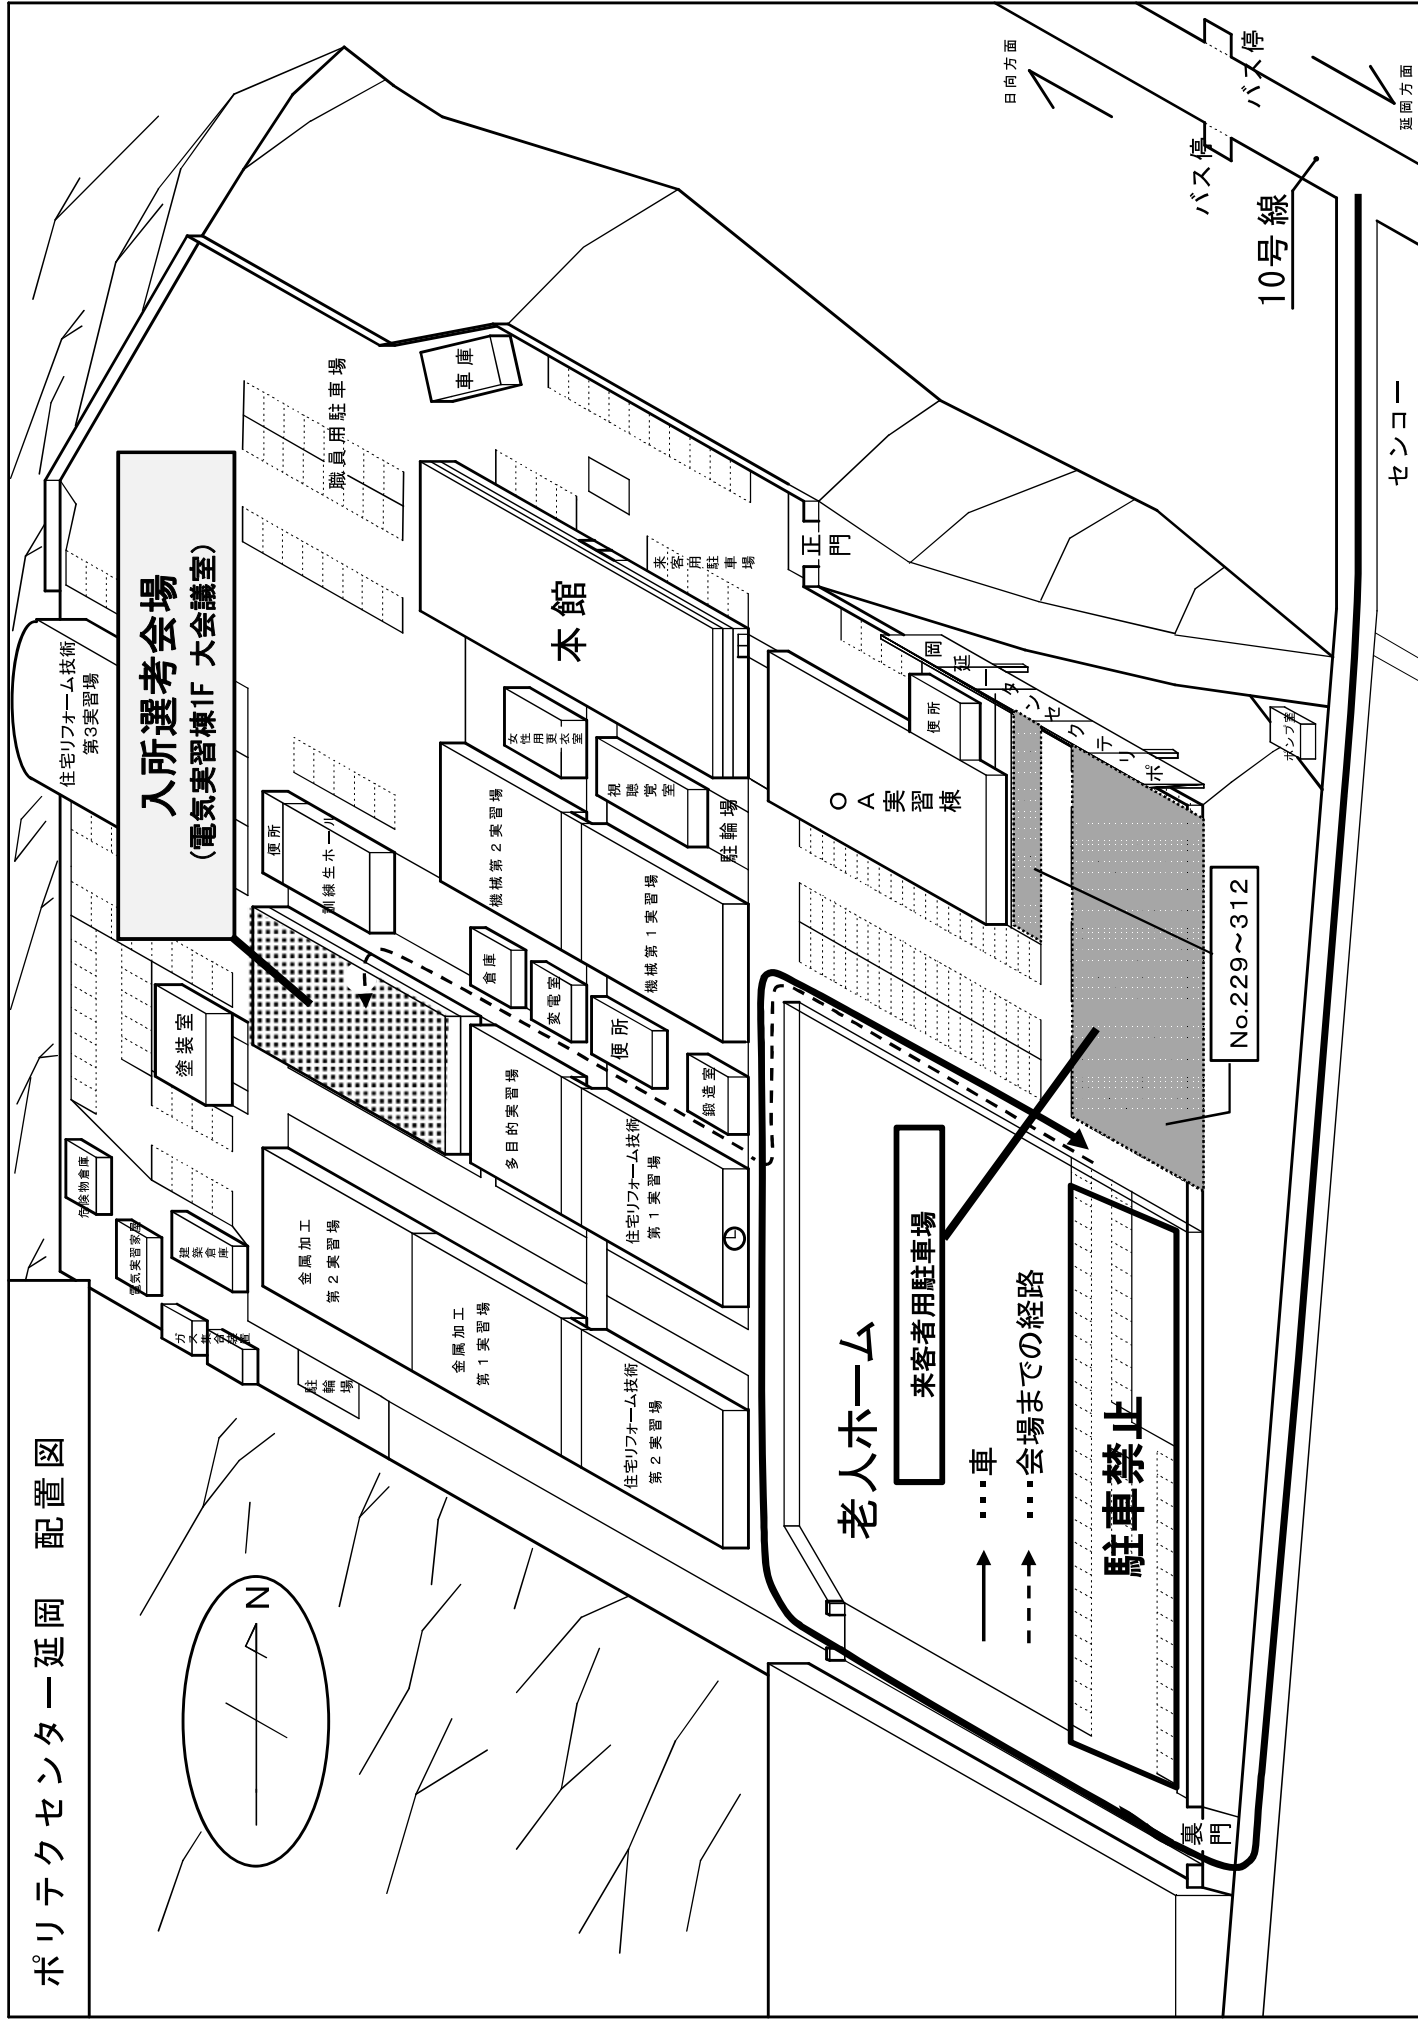 ポリテクセンター延岡　配置図
N
入所選考会場
(電気実習棟1F 大会議室)
住宅リフォーム技術
第3実習場
職員用駐車場
車庫
本館
来客用駐車場
正門
女性用更衣室
視聴覚室
駐輪場
機械第2実習場
機械第1実習場
便所
訓練生ホール
倉庫
変電室
便所
鍛造室
塗装室
多目的実習場
住宅リフォーム技術
第1実習場
危険物倉庫
電気実習家屋
建築倉庫
駐輪場
金属加工
第2実習場
金属加工
第1実習場
住宅リフォーム技術
第2実習場
OA実習棟
便所
ポリテクセンター延岡
ポンプ室
No.229～312
来客者用駐車場
老人ホーム
…車
…会場までの経路
駐車禁止
裏門
日向方面
バス停
バス停
延岡方面
10号線
センコー